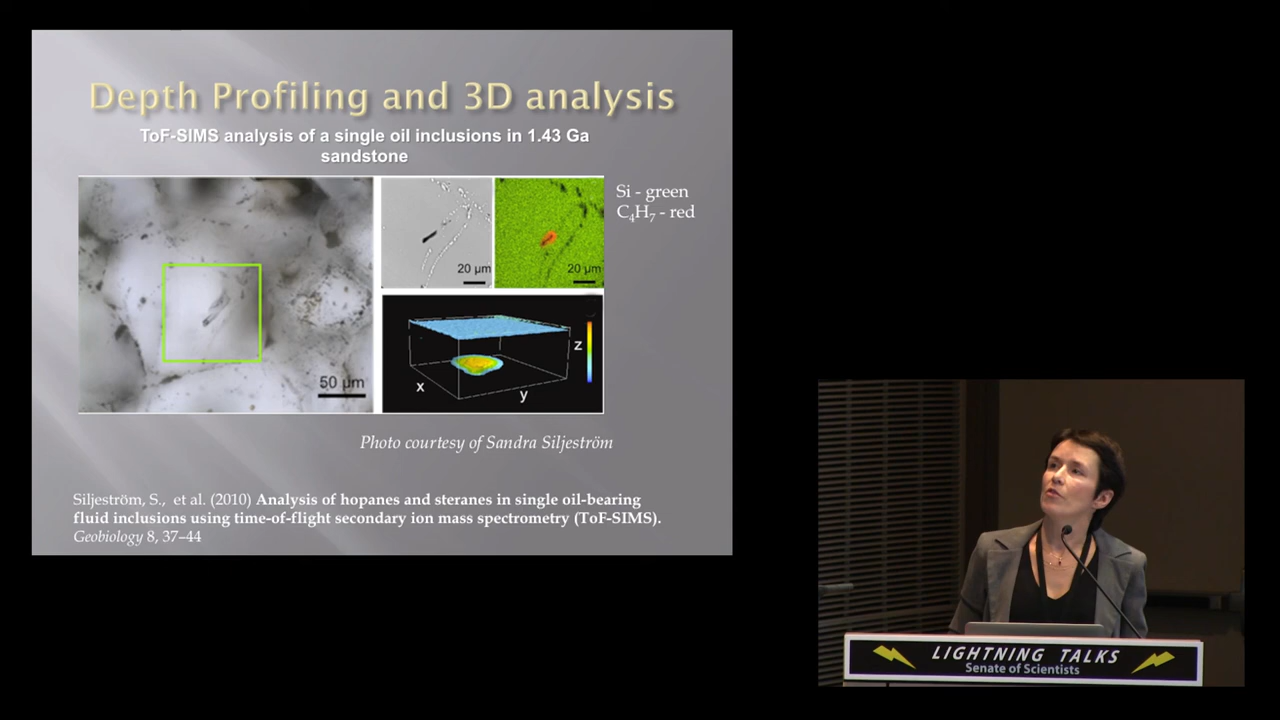 Depth Profiling and 3D analysis
ToF-SIMS analysis of a single oil inclusions in 1.43 Ga
sandstone
Si - green
C₄H₇ - red
20 µm
20 µm
50 µm
z
x
y
Photo courtesy of Sandra Siljeström
Siljeström, S., et al. (2010) Analysis of hopanes and steranes in single oil-bearing
fluid inclusions using time-of-flight secondary ion mass spectrometry (ToF-SIMS).
Geobiology 8, 37–44
LIGHTNING TALKS
Senate of Scientists